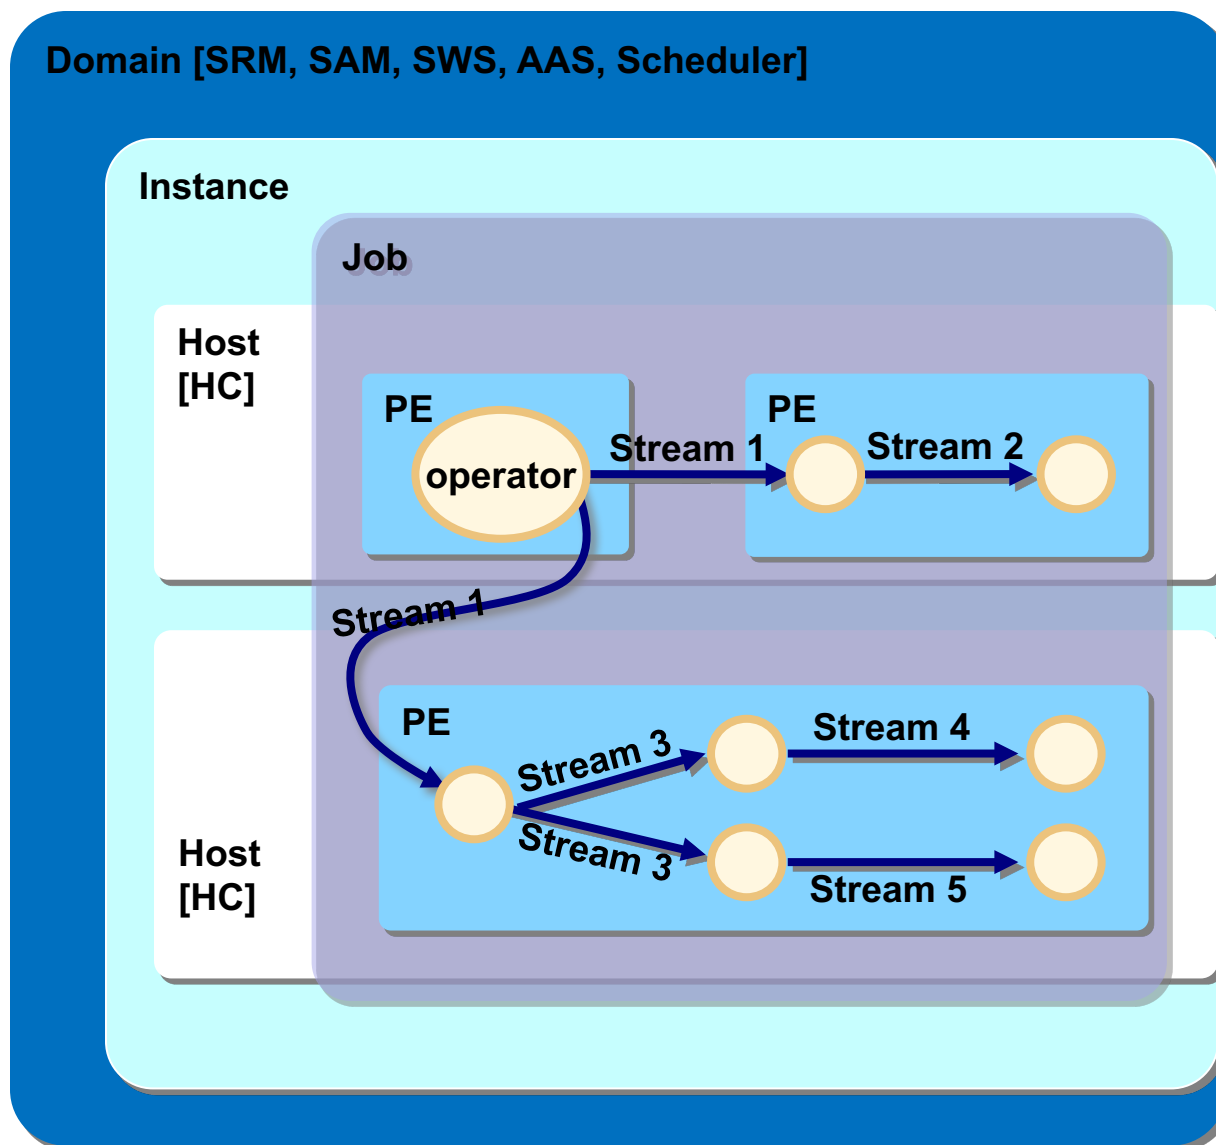 Domain [SRM, SAM, SWS, AAS, Scheduler]
Instance
Job
Host
[HC]
PE
operator
Stream 1
PE
Stream 2
Stream 1
Host
[HC]
PE
Stream 3
Stream 3
Stream 4
Stream 5